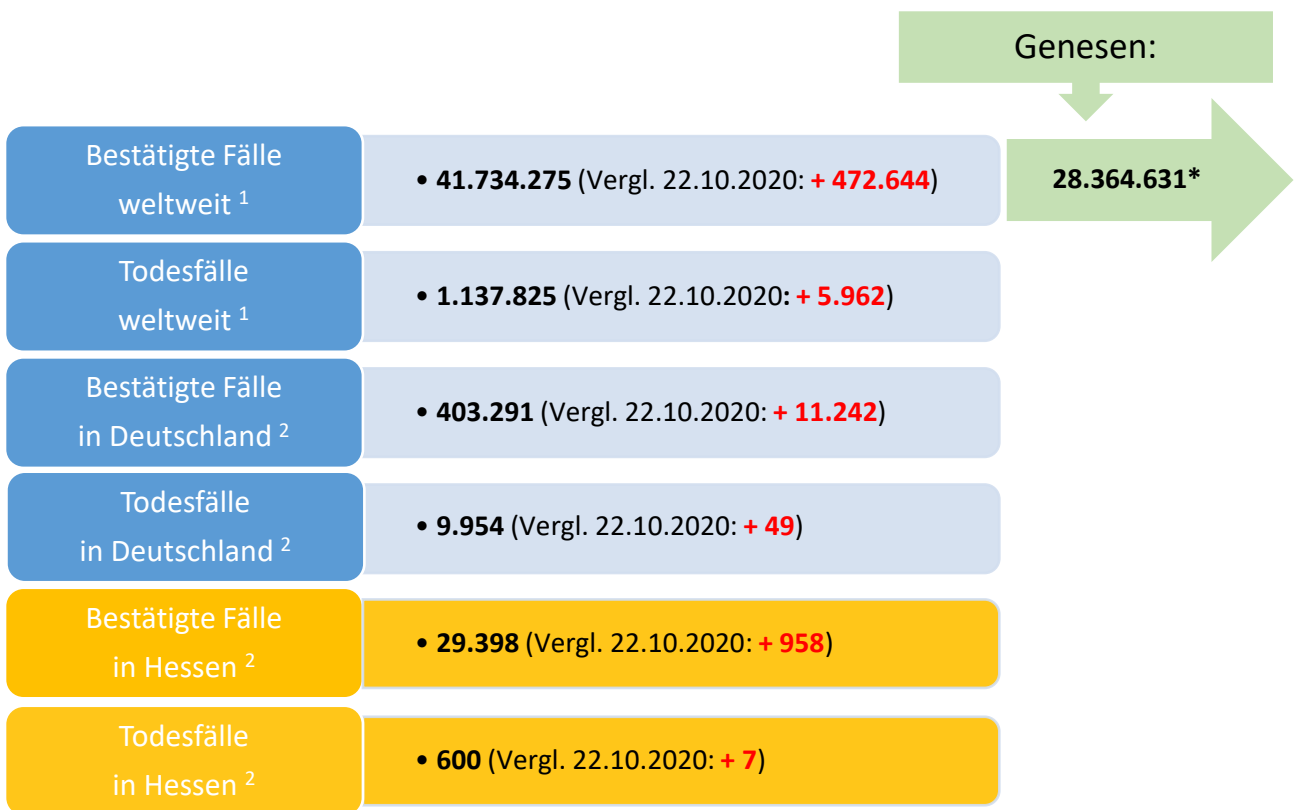 Genesen:
Bestätigte Fälle
weltweit ¹
• 41.734.275 (Vergl. 22.10.2020: + 472.644)
28.364.631*
Todesfälle
weltweit ¹
• 1.137.825 (Vergl. 22.10.2020: + 5.962)
Bestätigte Fälle
in Deutschland ²
• 403.291 (Vergl. 22.10.2020: + 11.242)
Todesfälle
in Deutschland ²
• 9.954 (Vergl. 22.10.2020: + 49)
Bestätigte Fälle
in Hessen ²
• 29.398 (Vergl. 22.10.2020: + 958)
Todesfälle
in Hessen ²
• 600 (Vergl. 22.10.2020: + 7)